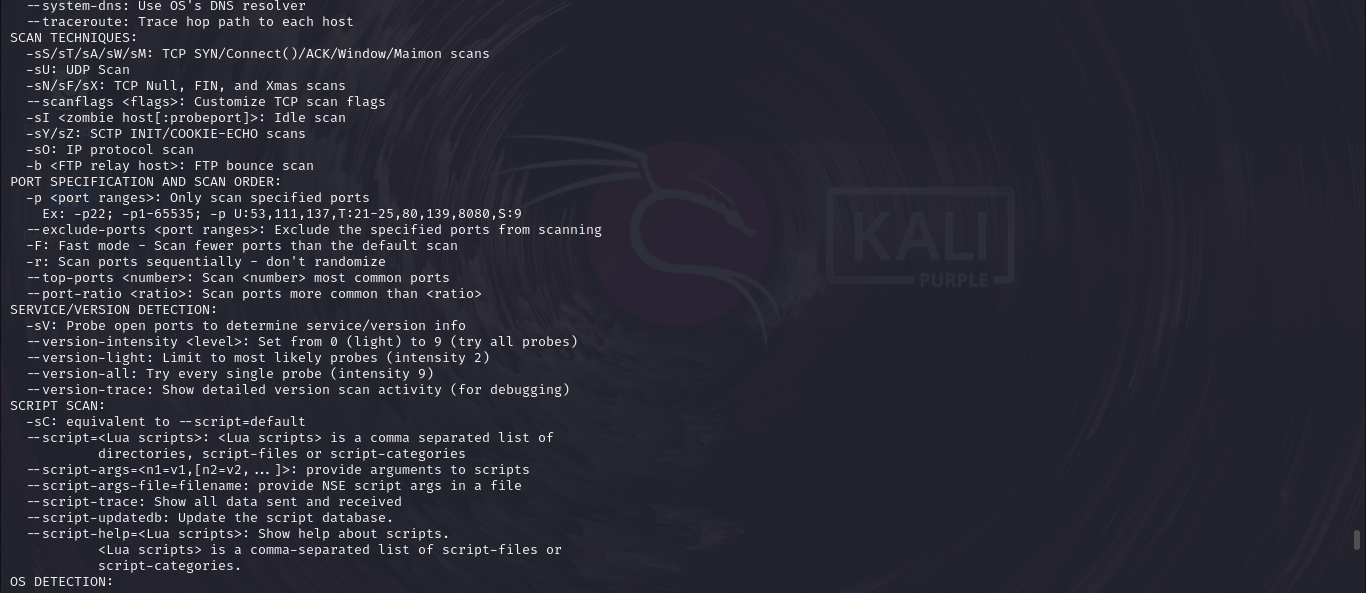 --system-dns: Use OS's DNS resolver
  --traceroute: Trace hop path to each host
SCAN TECHNIQUES:
  -sS/sT/sA/sW/sM: TCP SYN/Connect()/ACK/Window/Maimon scans
  -sU: UDP Scan
  -sN/sF/sX: TCP Null, FIN, and Xmas scans
  --scanflags <flags>: Customize TCP scan flags
  -sI <zombie host[:probeport]>: Idle scan
  -sY/sZ: SCTP INIT/COOKIE-ECHO scans
  -sO: IP protocol scan
  -b <FTP relay host>: FTP bounce scan
PORT SPECIFICATION AND SCAN ORDER:
  -p <port ranges>: Only scan specified ports
    Ex: -p22; -p1-65535; -p U:53,111,137,T:21-25,80,139,8080,S:9
  --exclude-ports <port ranges>: Exclude the specified ports from scanning
  -F: Fast mode - Scan fewer ports than the default scan
  -r: Scan ports sequentially - don't randomize
  --top-ports <number>: Scan <number> most common ports
  --port-ratio <ratio>: Scan ports more common than <ratio>
SERVICE/VERSION DETECTION:
  -sV: Probe open ports to determine service/version info
  --version-intensity <level>: Set from 0 (light) to 9 (try all probes)
  --version-light: Limit to most likely probes (intensity 2)
  --version-all: Try every single probe (intensity 9)
  --version-trace: Show detailed version scan activity (for debugging)
SCRIPT SCAN:
  -sC: equivalent to --script=default
  --script=<Lua scripts>: <Lua scripts> is a comma separated list of
           directories, script-files or script-categories
  --script-args=<n1=v1,[n2=v2,...]>: provide arguments to scripts
  --script-args-file=filename: provide NSE script args in a file
  --script-trace: Show all data sent and received
  --script-updatedb: Update the script database.
  --script-help=<Lua scripts>: Show help about scripts.
           <Lua scripts> is a comma-separated list of script-files or
           script-categories.
OS DETECTION:
KALI
PURPLE